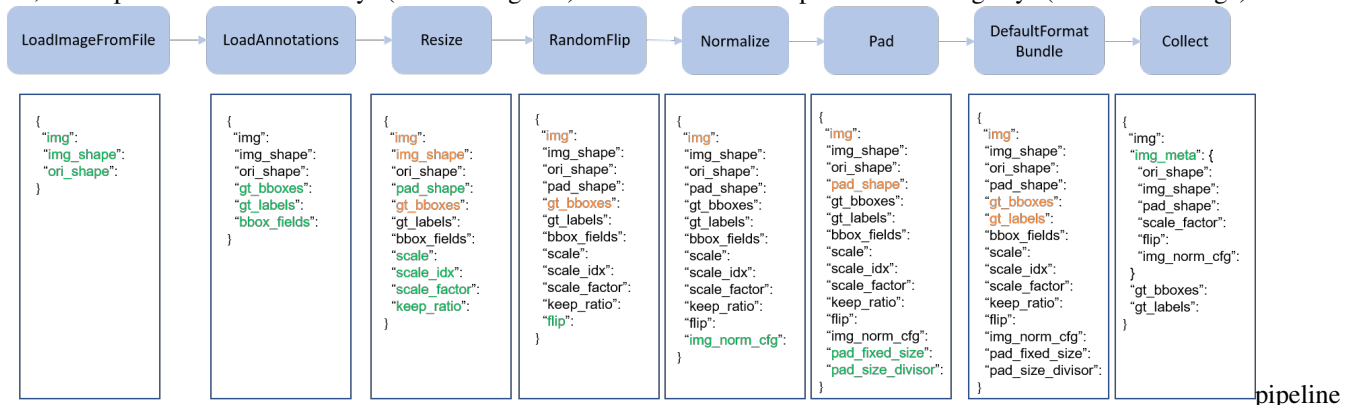 LoadImageFromFile
LoadAnnotations
Resize
RandomFlip
Normalize
Pad
DefaultFormat
Bundle
Collect
{
"img":
"img_shape":
"ori_shape":
}
{
"img":
"img_shape":
"ori_shape":
"gt_bboxes":
"gt_labels":
"bbox_fields":
}
{
"img":
"img_shape":
"ori_shape":
"pad_shape":
"gt_bboxes":
"gt_labels":
"bbox_fields":
"scale":
"scale_idx":
"scale_factor":
"keep_ratio":
}
{
"img":
"img_shape":
"ori_shape":
"pad_shape":
"gt_bboxes":
"gt_labels":
"bbox_fields":
"scale":
"scale_idx":
"scale_factor":
"keep_ratio":
"flip":
}
{
"img":
"img_shape":
"ori_shape":
"pad_shape":
"gt_bboxes":
"gt_labels":
"bbox_fields":
"scale":
"scale_idx":
"scale_factor":
"keep_ratio":
"flip":
"img_norm_cfg":
}
{
"img":
"img_shape":
"ori_shape":
"pad_shape":
"gt_bboxes":
"gt_labels":
"bbox_fields":
"scale":
"scale_idx":
"scale_factor":
"keep_ratio":
"flip":
"img_norm_cfg":
"pad_fixed_size":
"pad_size_divisor":
}
{
"img":
"img_shape":
"ori_shape":
"pad_shape":
"gt_bboxes":
"gt_labels":
"bbox_fields":
"scale":
"scale_idx":
"scale_factor":
"keep_ratio":
"flip":
"img_norm_cfg":
"pad_fixed_size":
"pad_size_divisor":
}
{
"img":
"img_meta": {
"ori_shape":
"img_shape":
"pad_shape":
"scale_factor":
"flip":
"img_norm_cfg":
}
"gt_bboxes":
"gt_labels":
}
pipeline